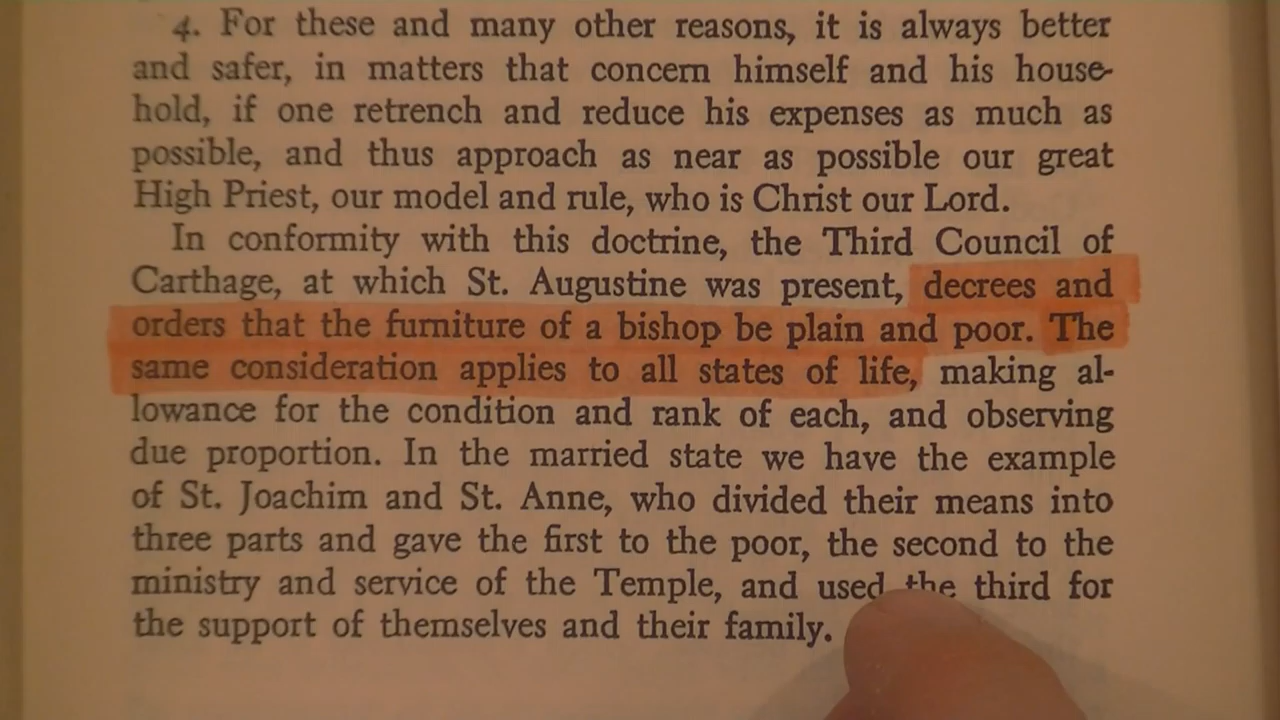 4. For these and many other reasons, it is always better
and safer, in matters that concern himself and his house-
hold, if one retrench and reduce his expenses as much as
possible, and thus approach as near as possible our great
High Priest, our model and rule, who is Christ our Lord.
In conformity with this doctrine, the Third Council of
Carthage, at which St. Augustine was present, decrees and
orders that the furniture of a bishop be plain and poor. The
same consideration applies to all states of life, making al-
lowance for the condition and rank of each, and observing
due proportion. In the married state we have the example
of St. Joachim and St. Anne, who divided their means into
three parts and gave the first to the poor, the second to the
ministry and service of the Temple, and used the third for
the support of themselves and their family.